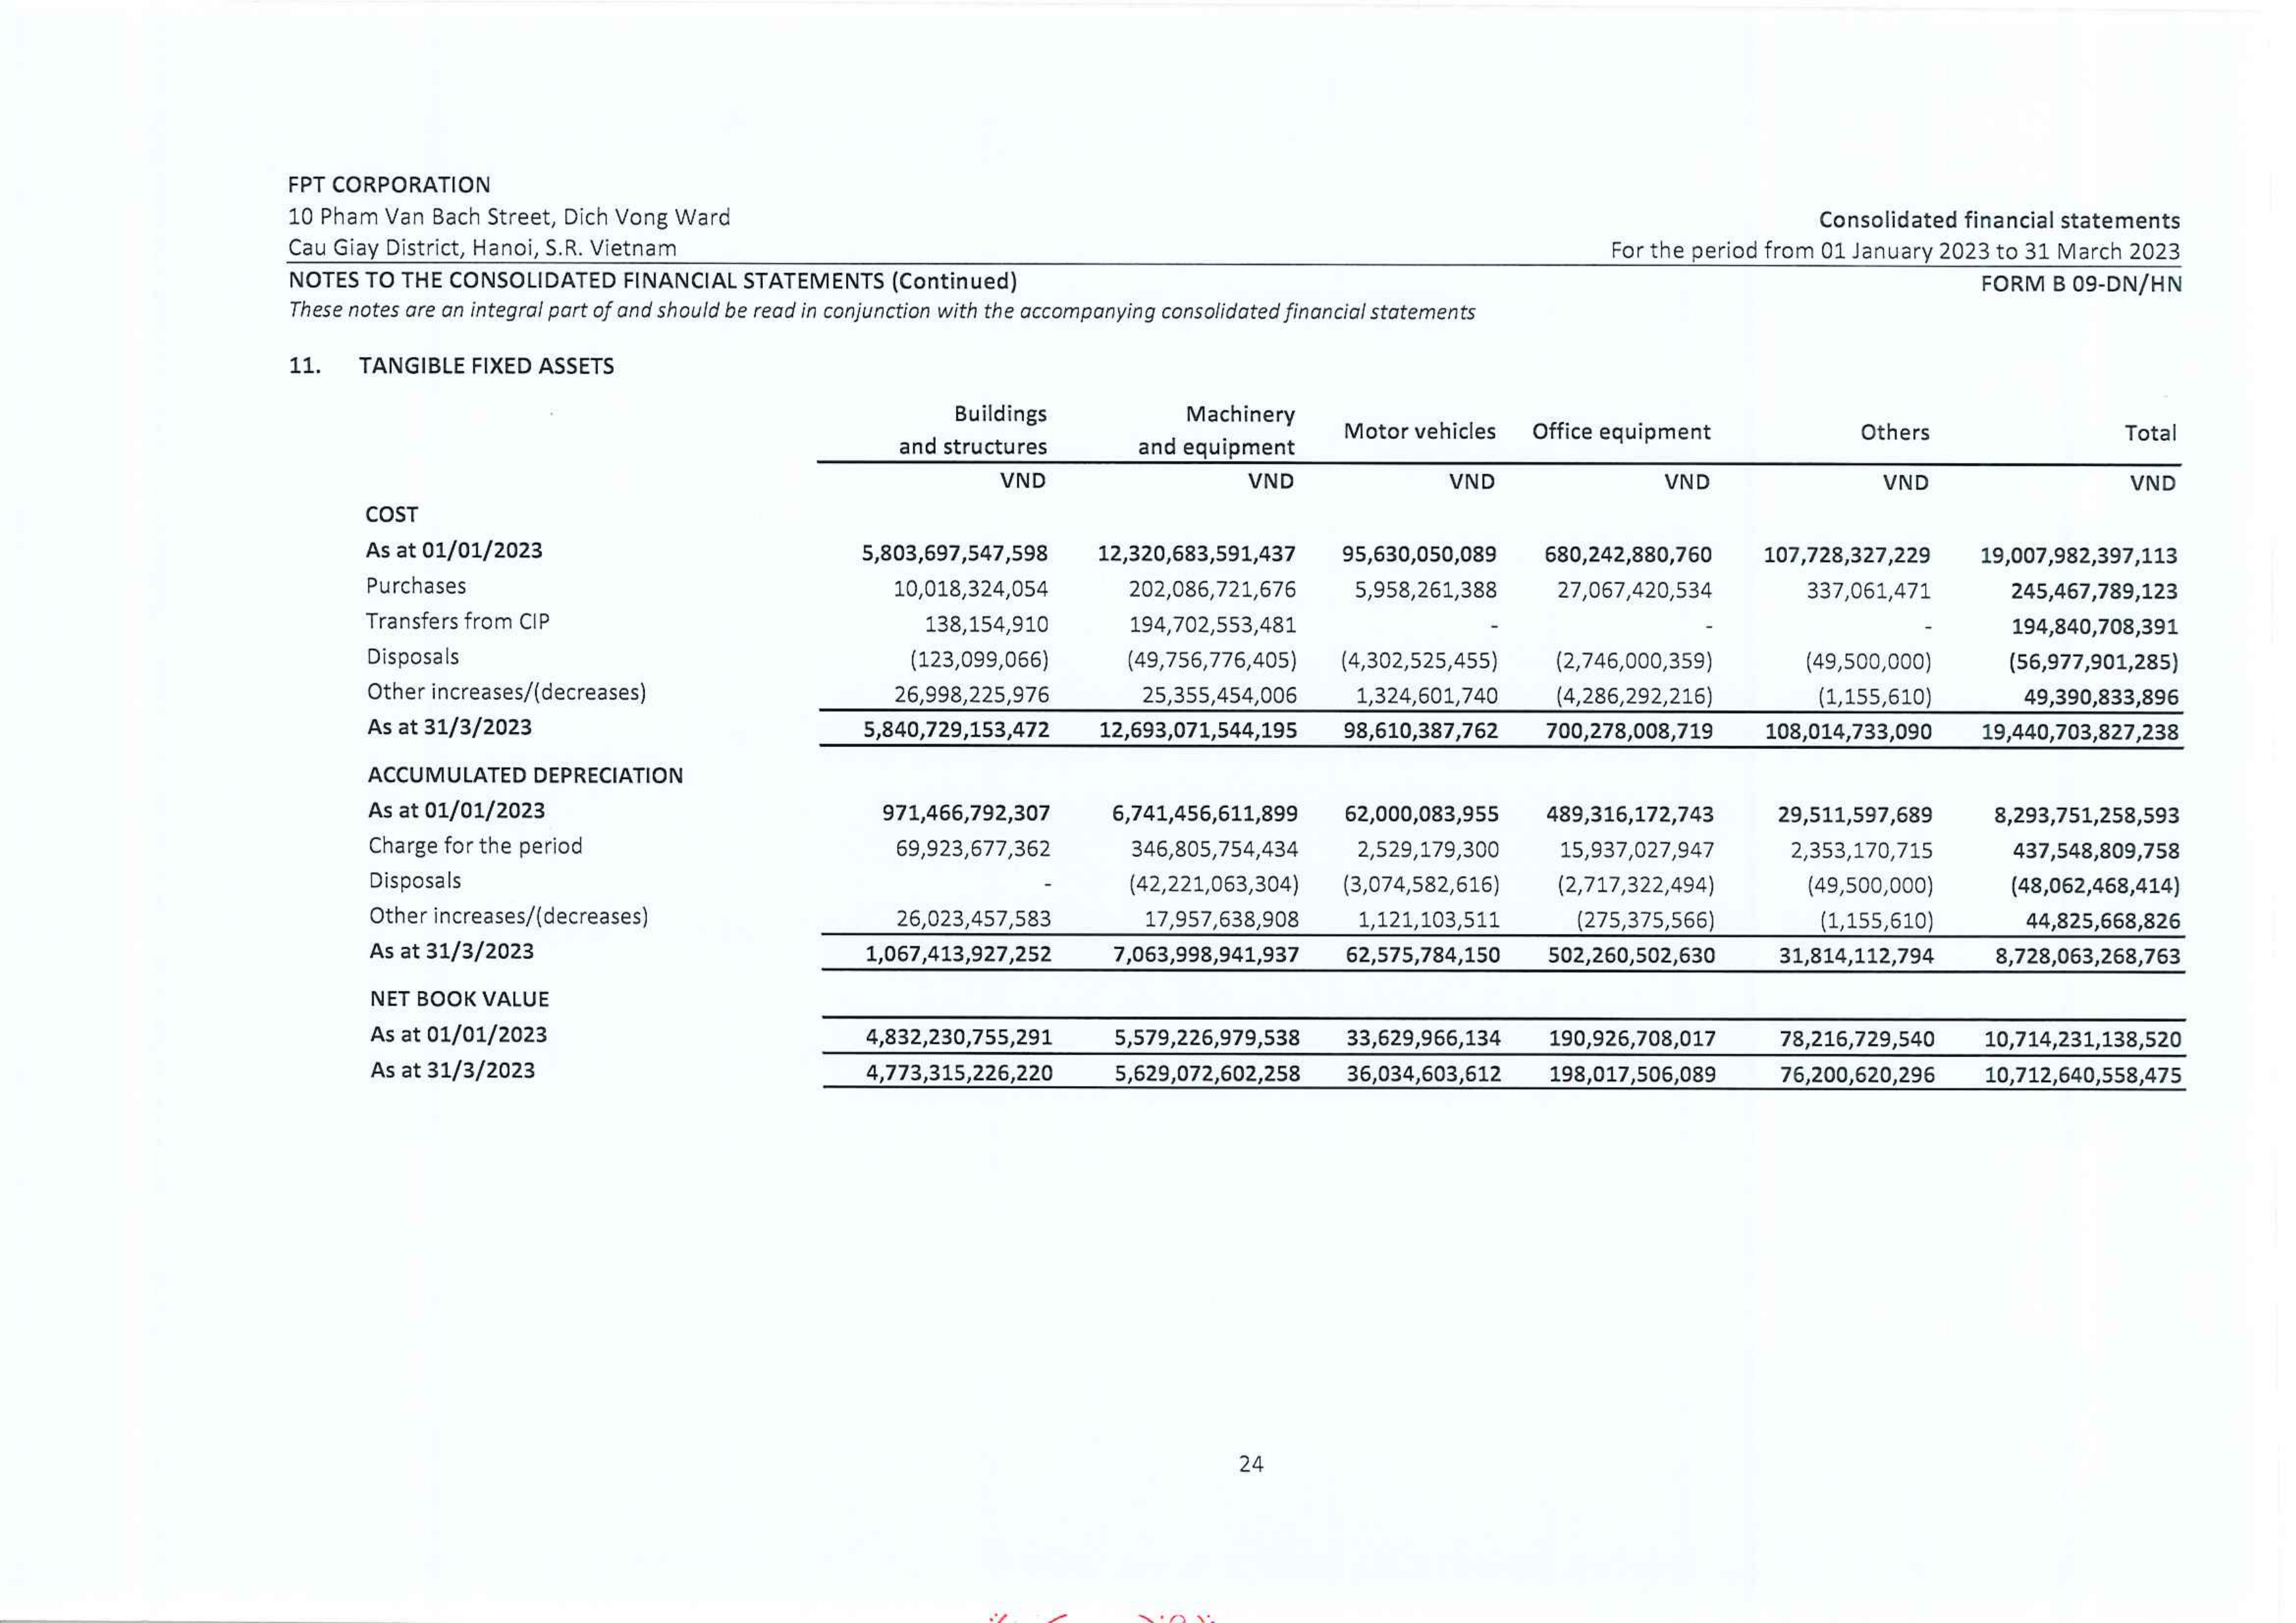 FPT CORPORATION
10 Pham Van Bach Street, Dich Vong Ward
Cau Giay District, Hanoi, S.R. Vietnam
Consolidated financial statements
For the period from 01 January 2023 to 31 March 2023
NOTES TO THE CONSOLIDATED FINANCIAL STATEMENTS (Continued) FORM B 09-DN/HN
These notes are an integral part of and should be read in conjunction with the accompanying consolidated financial statements
11. TANGIBLE FIXED ASSETS
Buildings and structures Machinery and equipment Motor vehicles Office equipment Others Total
VND VND VND VND VND VND
COST
As at 01/01/2023 5,803,697,547,598 12,320,683,591,437 95,630,050,089 680,242,880,760 107,728,327,229 19,007,982,397,113
Purchases 10,018,324,054 202,086,721,676 5,958,261,388 27,067,420,534 337,061,471 245,467,789,123
Transfers from CIP 138,154,910 194,702,553,481 - - - 194,840,708,391
Disposals (123,099,066) (49,756,776,405) (4,302,525,455) (2,746,000,359) (49,500,000) (56,977,901,285)
Other increases/(decreases) 26,998,225,976 25,355,454,006 1,324,601,740 (4,286,292,216) (1,155,610) 49,390,833,896
As at 31/3/2023 5,840,729,153,472 12,693,071,544,195 98,610,387,762 700,278,008,719 108,014,733,090 19,440,703,827,238
ACCUMULATED DEPRECIATION
As at 01/01/2023 971,466,792,307 6,741,456,611,899 62,000,083,955 489,316,172,743 29,511,597,689 8,293,751,258,593
Charge for the period 69,923,677,362 346,805,754,434 2,529,179,300 15,937,027,947 2,353,170,715 437,548,809,758
Disposals - (42,221,063,304) (3,074,582,616) (2,717,322,494) (49,500,000) (48,062,468,414)
Other increases/(decreases) 26,023,457,583 17,957,638,908 1,121,103,511 (275,375,566) (1,155,610) 44,825,668,826
As at 31/3/2023 1,067,413,927,252 7,063,998,941,937 62,575,784,150 502,260,502,630 31,814,112,794 8,728,063,268,763
NET BOOK VALUE
As at 01/01/2023 4,832,230,755,291 5,579,226,979,538 33,629,966,134 190,926,708,017 78,216,729,540 10,714,231,138,520
As at 31/3/2023 4,773,315,226,220 5,629,072,602,258 36,034,603,612 198,017,506,089 76,200,620,296 10,712,640,558,475
24